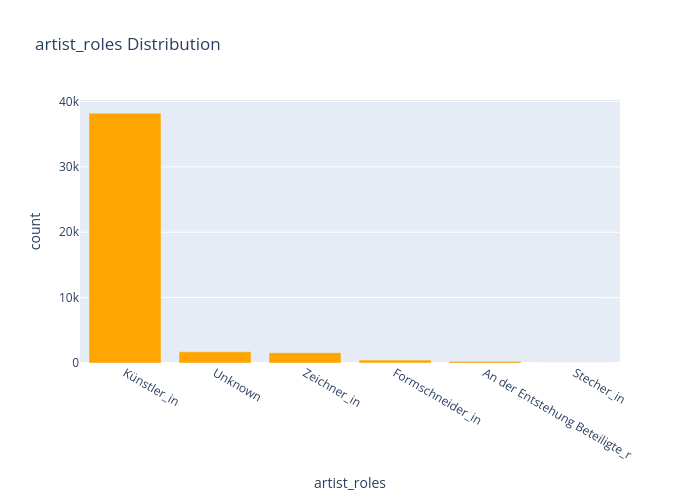 artist_roles Distribution
40k
30k
20k
10k
0
count
Künstler_in
Unknown
Zeichner_in
Formschneider_in
An der Entstehung Beteiligte_r
Stecher_in
artist_roles